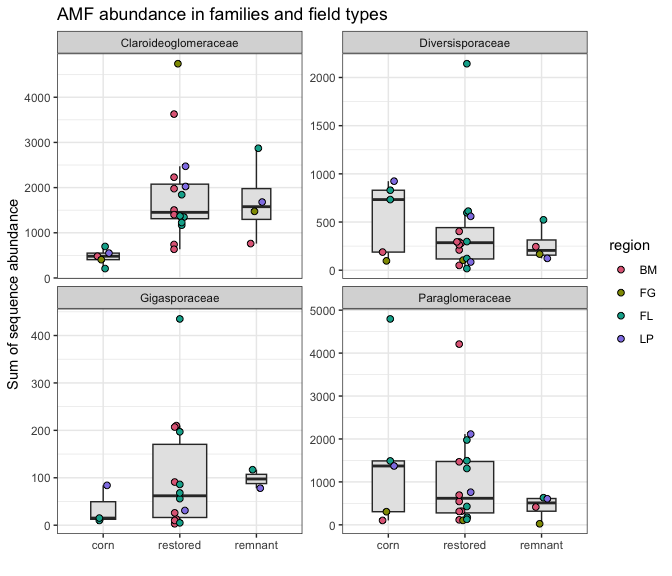 AMF abundance in families and field types
Claroideoglomeraceae
Diversisporaceae
4000
3000
2000
1000
0
2000
1500
1000
500
0
Gigasporaceae
Paraglomeraceae
400
300
200
100
0
5000
4000
3000
2000
1000
0
corn restored remnant
corn restored remnant
Sum of sequence abundance
region
BM
FG
FL
LP